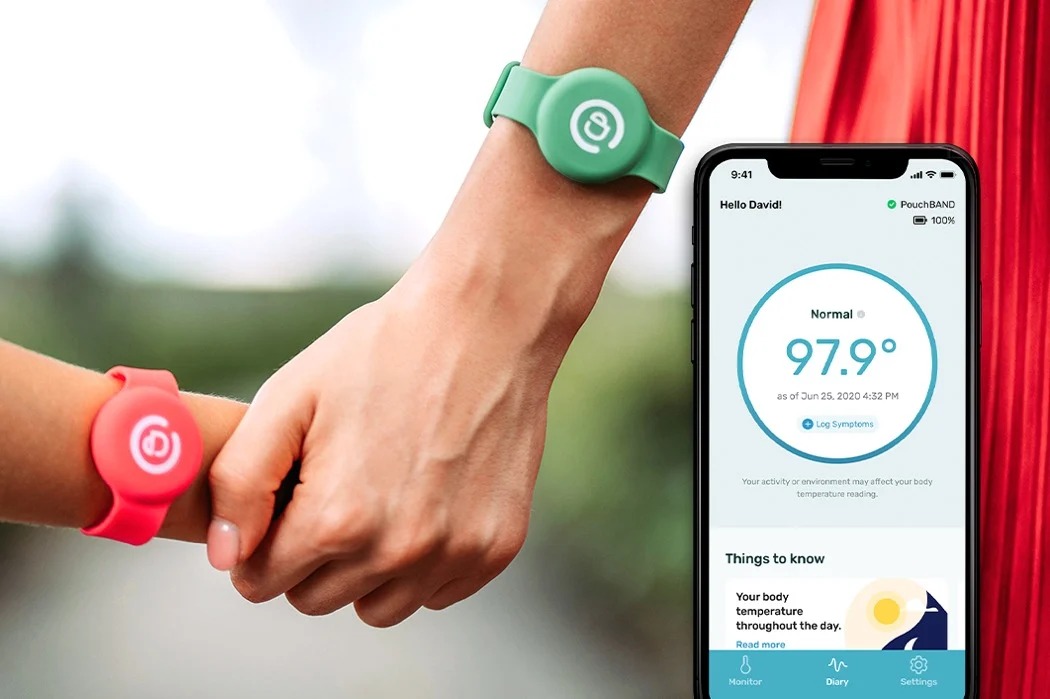 9:41
Hello David!
PouchBAND
100%
Normal
97.9°
as of Jun 25, 2020 4:32 PM
Log Symptoms
Your activity or environment may affect your body
temperature reading.
Things to know
Your body
temperature
throughout the day.
Read more
Monitor
Diary
Settings